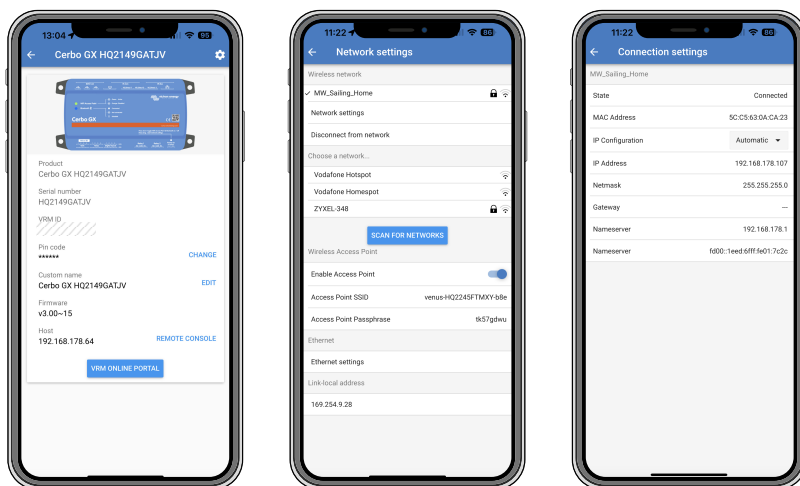 13:04
95
Cerbo GX HQ2149GATJV
Cerbo GX
Product
Cerbo GX HQ2149GATJV
Serial number
HQ2149GATJV
VRM ID
Pin code
****** CHANGE
Custom name
Cerbo GX HQ2149GATJV EDIT
Firmware
v3.00~15
Host
192.168.178.64 REMOTE CONSOLE
VRM ONLINE PORTAL
11:22
86
Network settings
Wireless network
MW_Sailing_Home
Network settings
Disconnect from network
Choose a network...
Vodafone Hotspot
Vodafone Homespot
ZYXEL-348
SCAN FOR NETWORKS
Wireless Access Point
Enable Access Point
Access Point SSID venus-HQ2245FTMXY-b8e
Access Point Passphrase tk57gdwu
Ethernet
Ethernet settings
Link-local address
169.254.9.28
11:22
86
Connection settings
MW_Sailing_Home
State Connected
MAC Address 5C:C5:63:0A:CA:23
IP Configuration Automatic
IP Address 192.168.178.107
Netmask 255.255.255.0
Gateway —
Nameserver 192.168.178.1
Nameserver fd00::1eed:6fff:fe01:7c2c